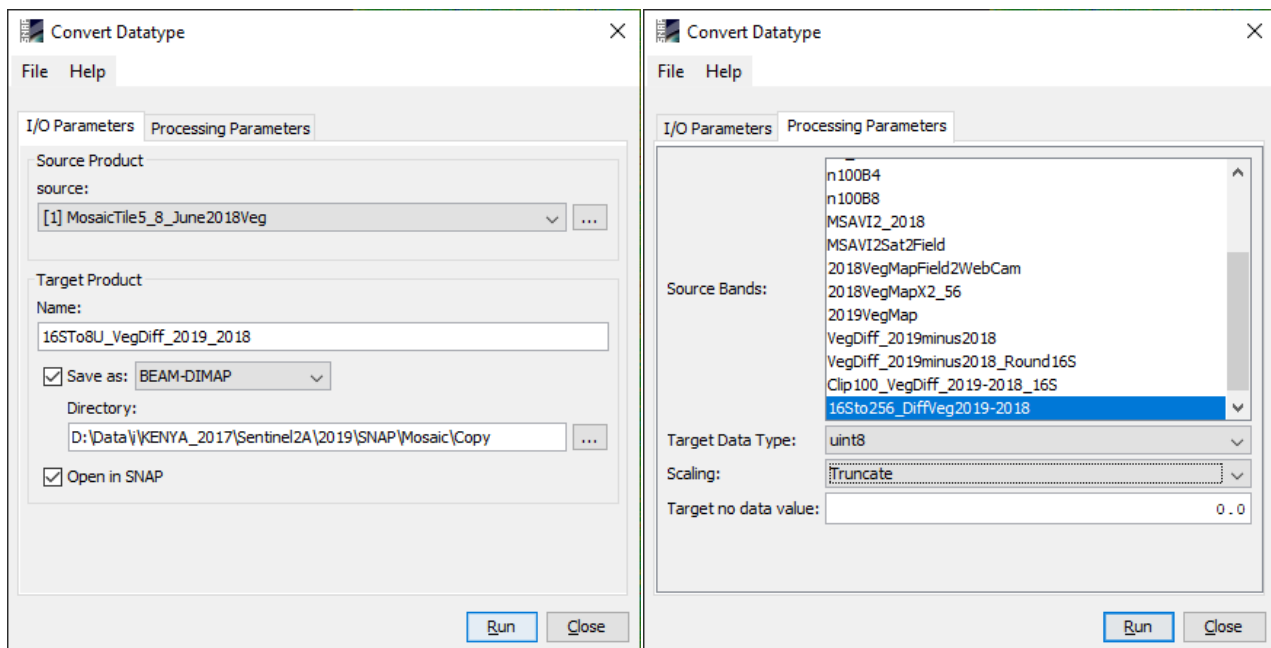 Convert Datatype
File Help
I/O Parameters Processing Parameters
Source Product
source:
[1] MosaicTile5_8_June2018Veg
...
Target Product
Name:
16STo8U_VegDiff_2019_2018
Save as: BEAM-DIMAP
Directory:
D:\Data\i\KENYA_2017\Sentinel2A\2019\SNAP\Mosaic\Copy
...
Open in SNAP
Run Close
Convert Datatype
File Help
I/O Parameters Processing Parameters
n100B4
n100B8
MSAVI2_2018
MSAVI2Sat2Field
2018VegMapField2WebCam
Source Bands:
2018VegMapX2_56
2019VegMap
VegDiff_2019minus2018
VegDiff_2019minus2018_Round16S
Clip100_VegDiff_2019-2018_16S
16Sto256_DiffVeg2019-2018
Target Data Type: uint8
Scaling: Truncate
Target no data value: 0.0
Run Close